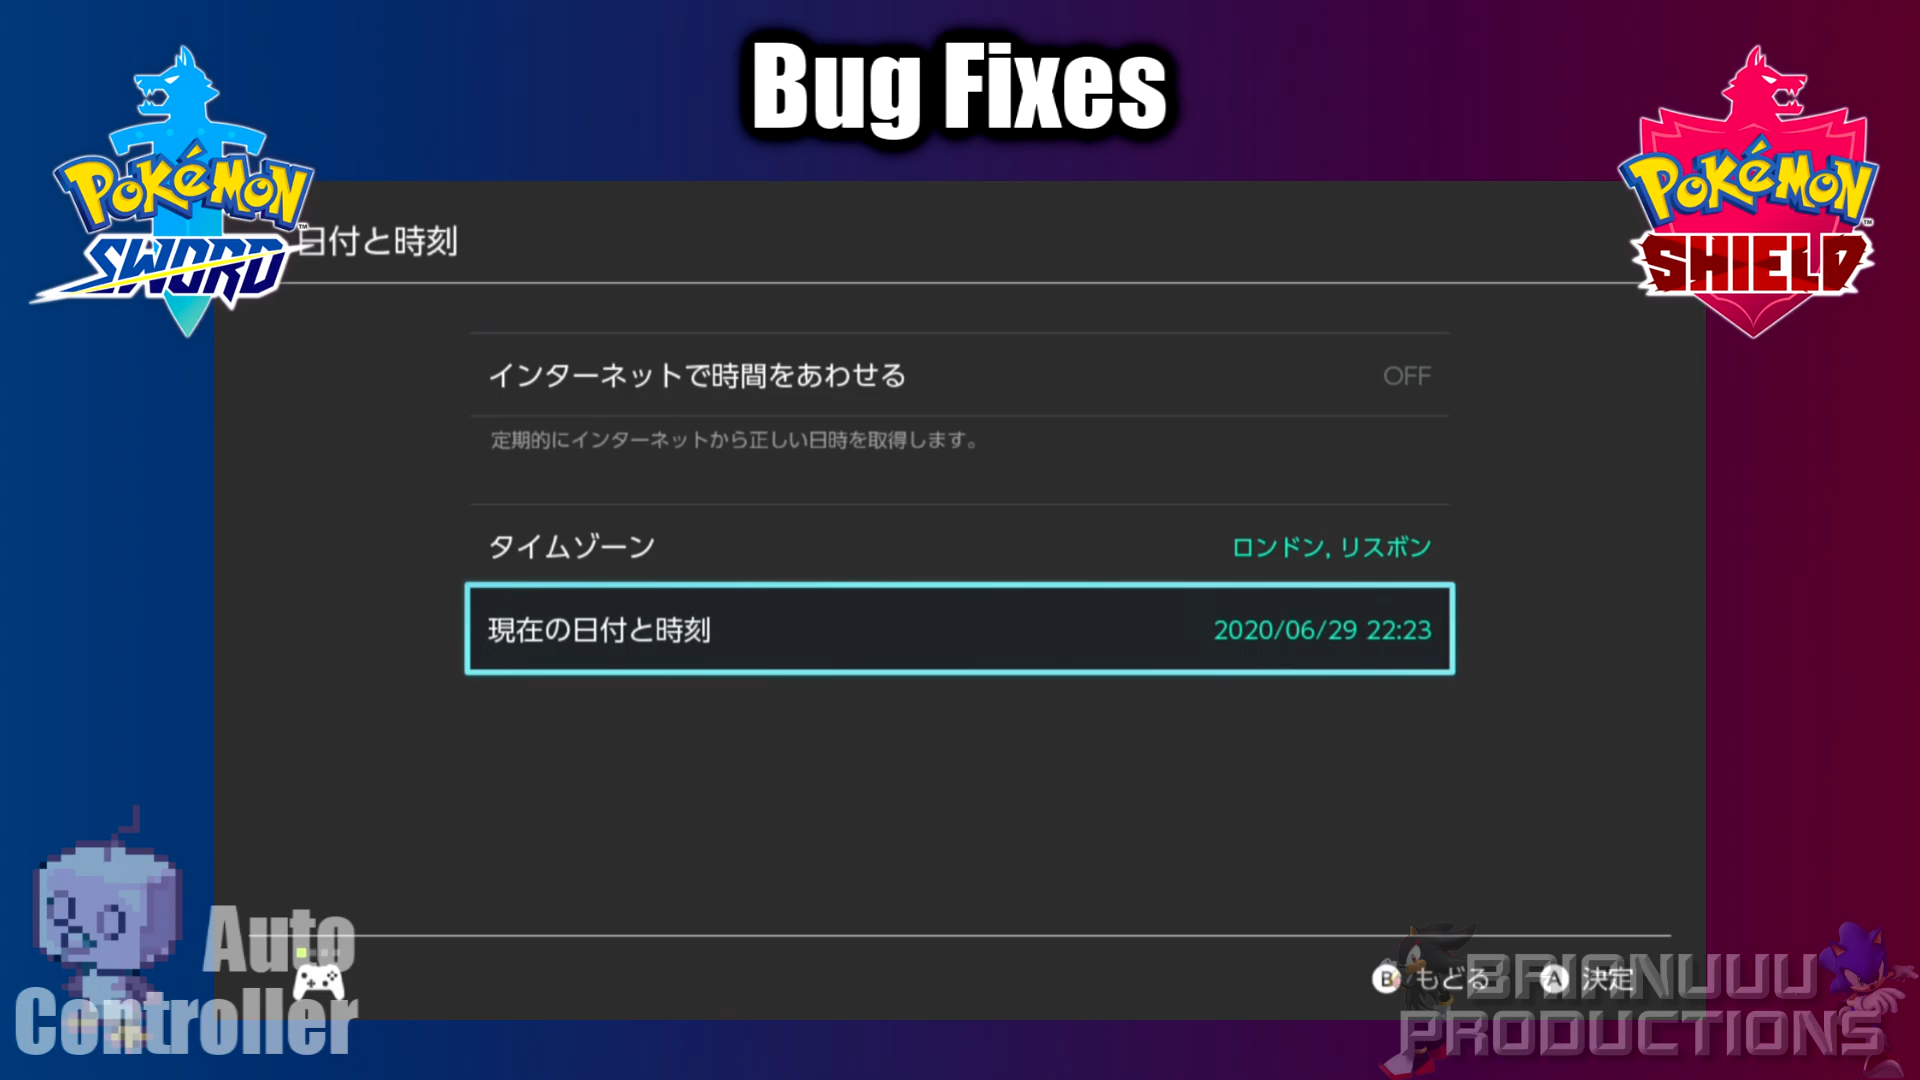 Bug Fixes
POKéMON
SWORD
POKéMON
SHIELD
日付と時刻
インターネットで時間をあわせる OFF
定期的にインターネットから正しい日時を取得します。
タイムゾーン ロンドン, リスボン
現在の日付と時刻 2020/06/29 22:23
Auto
Controller
B もどる A 決定
BRIANUUU
PRODUCTIONS